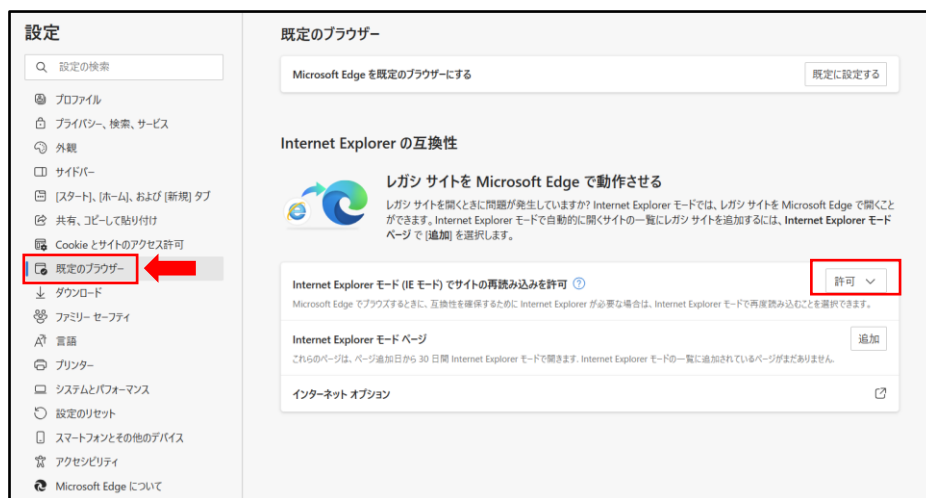 設定
設定の検索
プロファイル
プライバシー、検索、サービス
外観
サイドバー
[スタート]、[ホーム]、および [新規] タブ
共有、コピーして貼り付け
Cookie とサイトのアクセス許可
既定のブラウザー
ダウンロード
ファミリー セーフティ
言語
プリンター
システムとパフォーマンス
設定のリセット
スマートフォンとその他のデバイス
アクセシビリティ
Microsoft Edge について
既定のブラウザー
Microsoft Edge を既定のブラウザーにする
既定に設定する
Internet Explorer の互換性
レガシ サイトを Microsoft Edge で動作させる
レガシ サイトを開くときに問題が発生していますか? Internet Explorer モードでは、レガシ サイトを Microsoft Edge で開くこと
ができます。Internet Explorer モードで自動的に開くサイトの一覧にレガシ サイトを追加するには、Internet Explorer モード
ページ で [追加] を選択します。
Internet Explorer モード (IE モード) でサイトの再読み込みを許可
許可
Microsoft Edge でブラウズするときに、互換性を確保するために Internet Explorer が必要な場合は、Internet Explorer モードで再度読み込むことを選択できます。
Internet Explorer モード ページ
追加
これらのページは、ページ追加日から 30 日間 Internet Explorer モードで開きます. Internet Explorer モードの一覧に追加されているページがまだありません.
インターネット オプション